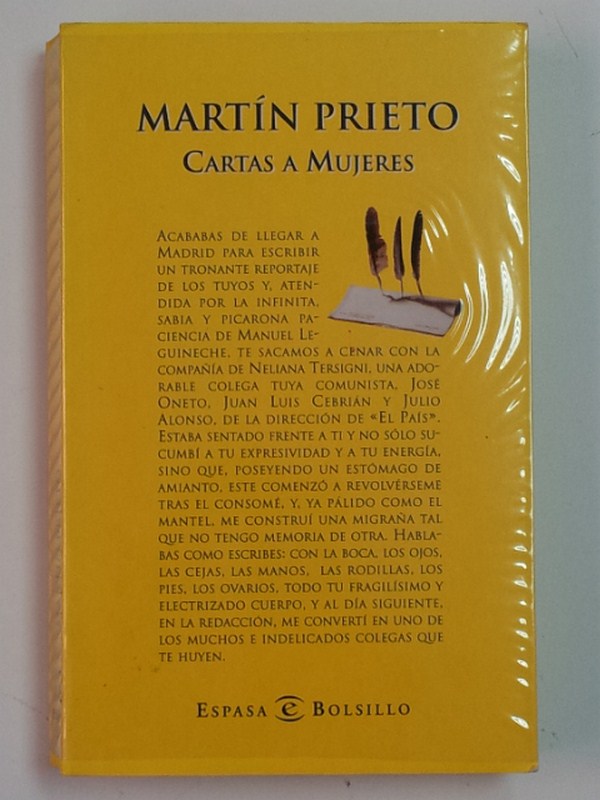 MARTÍN PRIETO
CARTAS A MUJERES
ACABABAS DE LLEGAR A
MADRID PARA ESCRIBIR
UN TRONANTE REPORTAJE
DE LOS TUYOS Y, ATEN-
DIDA POR LA INFINITA,
SABIA Y PICARONA PA-
CIENCIA DE MANUEL LE-
GUINECHE, TE SACAMOS A CENAR CON LA
COMPAÑÍA DE NELIANA TERSIGNI, UNA ADO-
RABLE COLEGA TUYA COMUNISTA, JOSÉ
ONETO, JUAN LUIS CEBRIÁN Y JULIO
ALONSO, DE LA DIRECCIÓN DE «EL PAÍS».
ESTABA SENTADO FRENTE A TI Y NO SÓLO SU-
CUMBÍ A TU EXPRESIVIDAD Y A TU ENERGÍA,
SINO QUE, POSEYENDO UN ESTÓMAGO DE
AMIANTO, ESTE COMENZÓ A REVOLVÉRSEME
TRAS EL CONSOMÉ, Y, YA PÁLIDO COMO EL
MANTEL, ME CONSTRUÍ UNA MIGRAÑA TAL
QUE NO TENGO MEMORIA DE OTRA. HABLA-
BAS COMO ESCRIBES: CON LA BOCA, LOS OJOS,
LAS CEJAS, LAS MANOS, LAS RODILLAS, LOS
PIES, LOS OVARIOS, TODO TU FRAGILÍSIMO Y
ELECTRIZADO CUERPO, Y AL DÍA SIGUIENTE,
EN LA REDACCIÓN, ME CONVERTÍ EN UNO DE
LOS MUCHOS E INDELICADOS COLEGAS QUE
TE HUYEN.
ESPASA e BOLSILLO